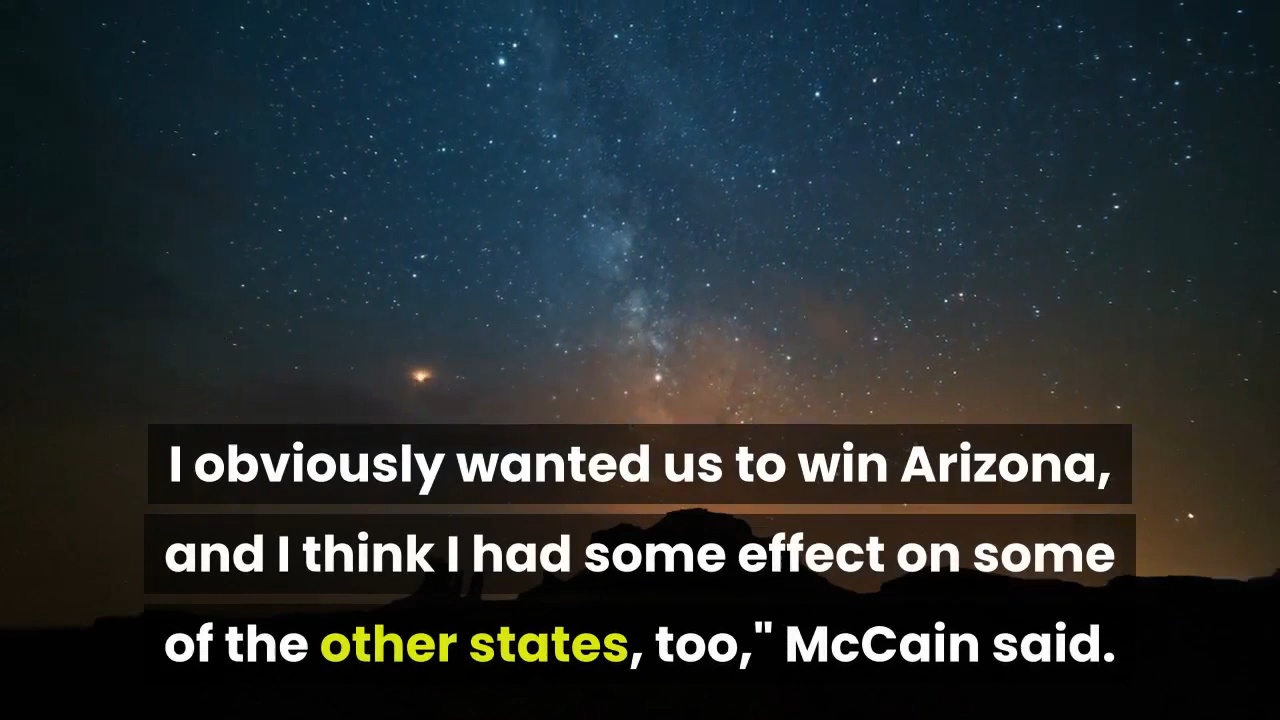 I obviously wanted us to win Arizona,
and I think I had some effect on some
of the other states, too," McCain said.